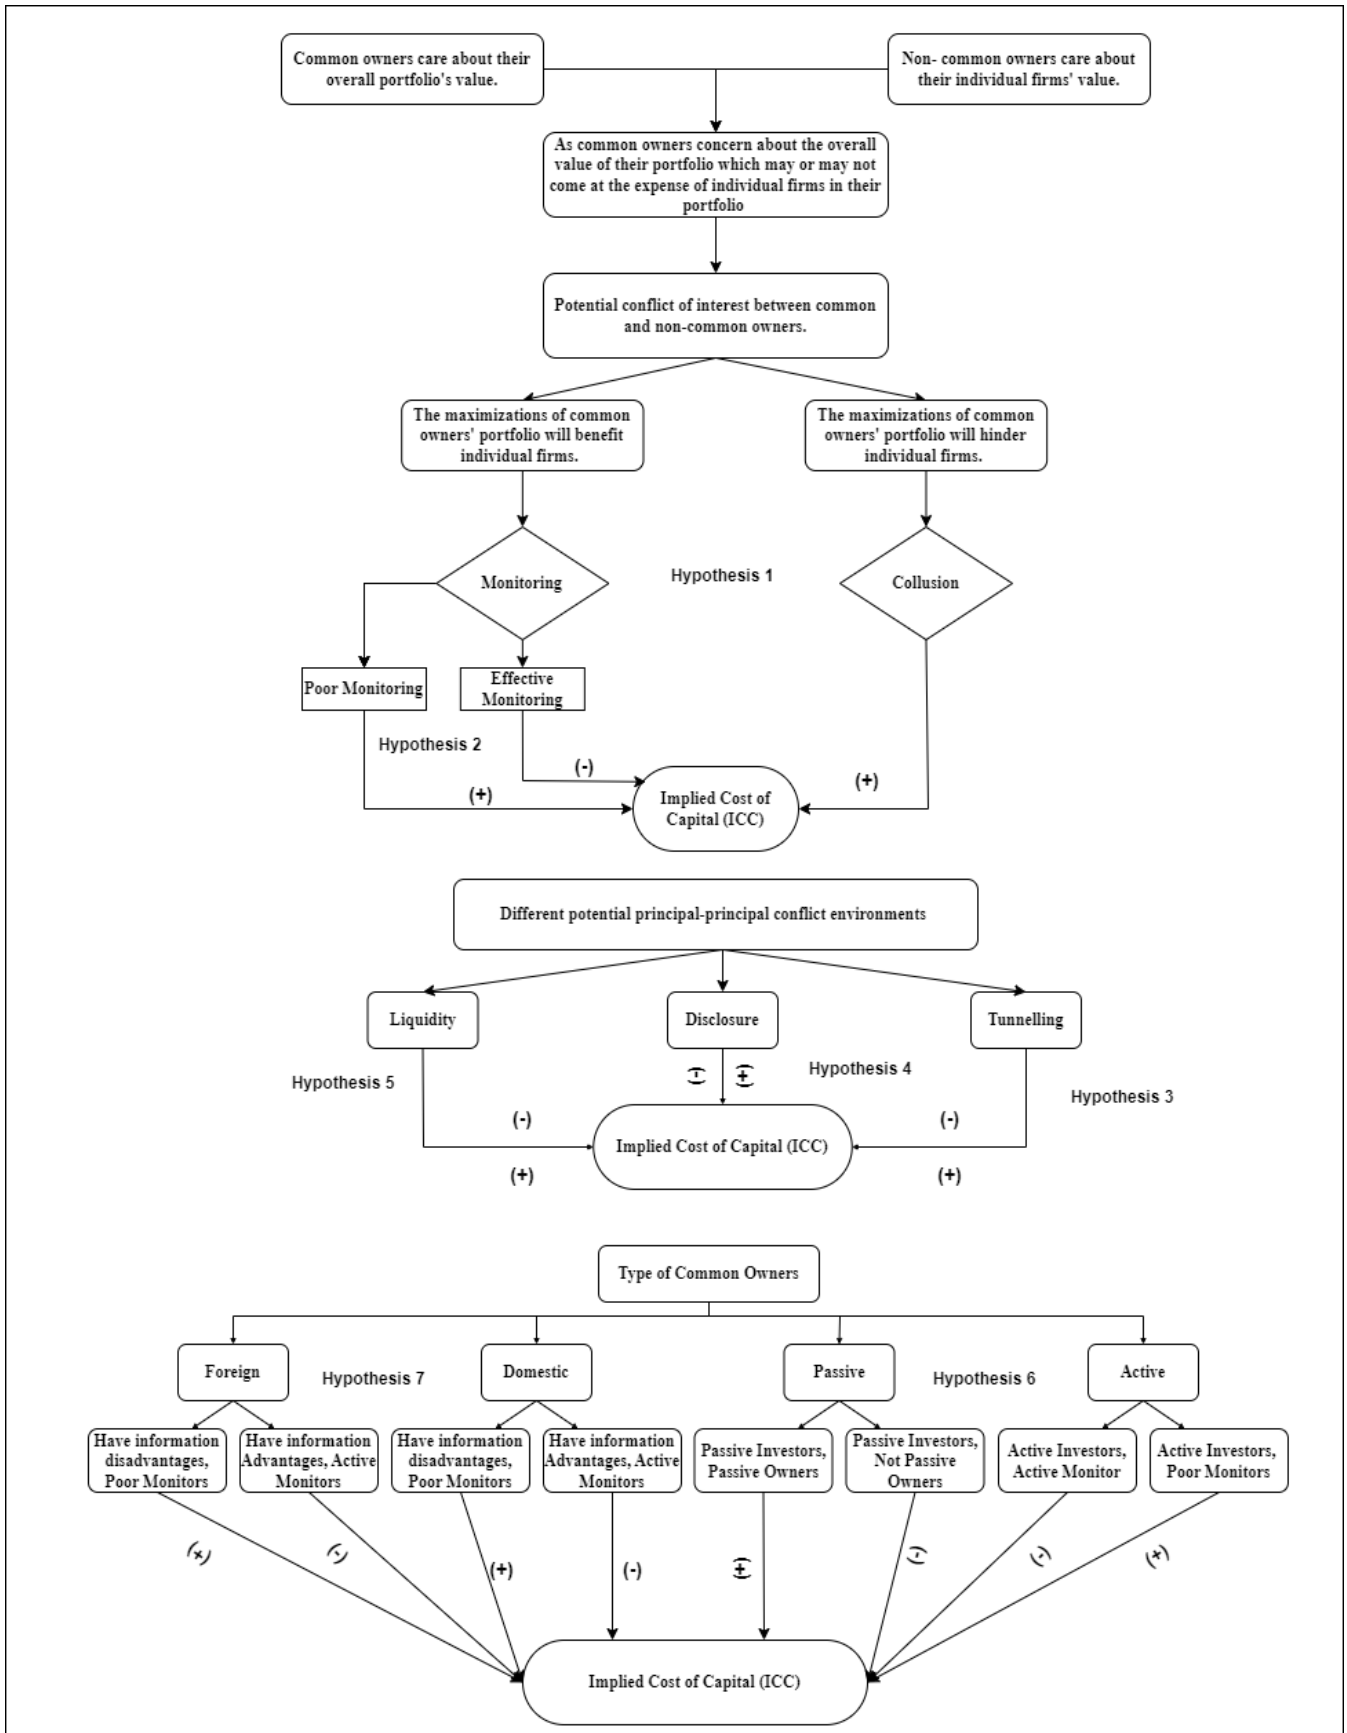 Common owners care about their
overall portfolio's value.
Non- common owners care about
their individual firms' value.
As common owners concern about the overall
value of their portfolio which may or may not
come at the expense of individual firms in their
portfolio
Potential conflict of interest between common
and non-common owners.
The maximizations of common
owners' portfolio will benefit
individual firms.
The maximizations of common
owners' portfolio will hinder
individual firms.
Monitoring
Hypothesis 1
Collusion
Poor Monitoring
Effective
Monitoring
Hypothesis 2
(-)
(+)
(+)
Implied Cost of
Capital (ICC)
Different potential principal-principal conflict environments
Liquidity
Disclosure
Tunnelling
Hypothesis 5
(-)
(+)
Hypothesis 4
Hypothesis 3
(-)
(-)
Implied Cost of Capital (ICC)
(+)
(+)
Type of Common Owners
Foreign
Hypothesis 7
Domestic
Passive
Hypothesis 6
Active
Have information
disadvantages,
Poor Monitors
Have information
Advantages, Active
Monitors
Have information
disadvantages,
Poor Monitors
Have information
Advantages, Active
Monitors
Passive Investors,
Passive Owners
Passive Investors,
Not Passive
Owners
Active Investors,
Active Monitor
Active Investors,
Poor Monitors
(+)
(-)
(+)
(-)
(+)
(-)
(-)
(+)
Implied Cost of Capital (ICC)